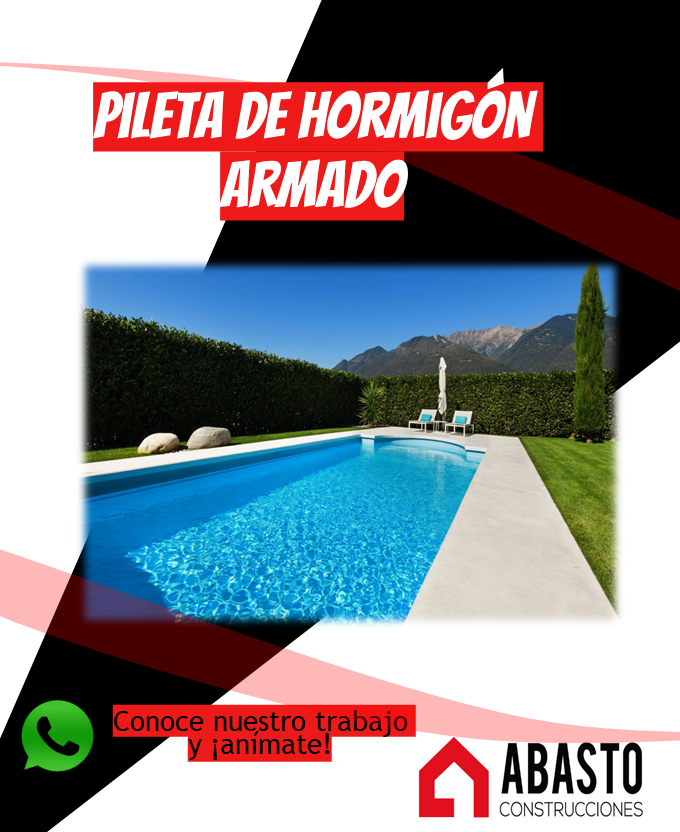 PILETA DE HORMIGÓN
ARMADO
Conoce nuestro trabajo
y ¡anímate!
ABASTO
CONSTRUCCIONES